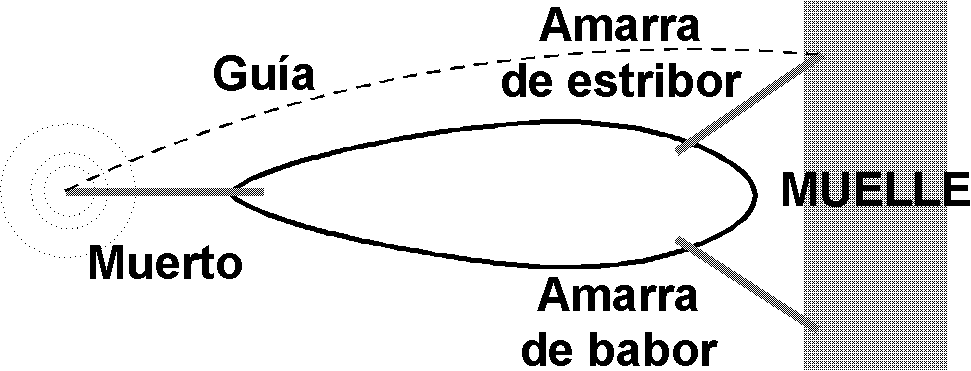 Amarra
de estribor
Guía
MUELLE
Muerto
Amarra
de babor